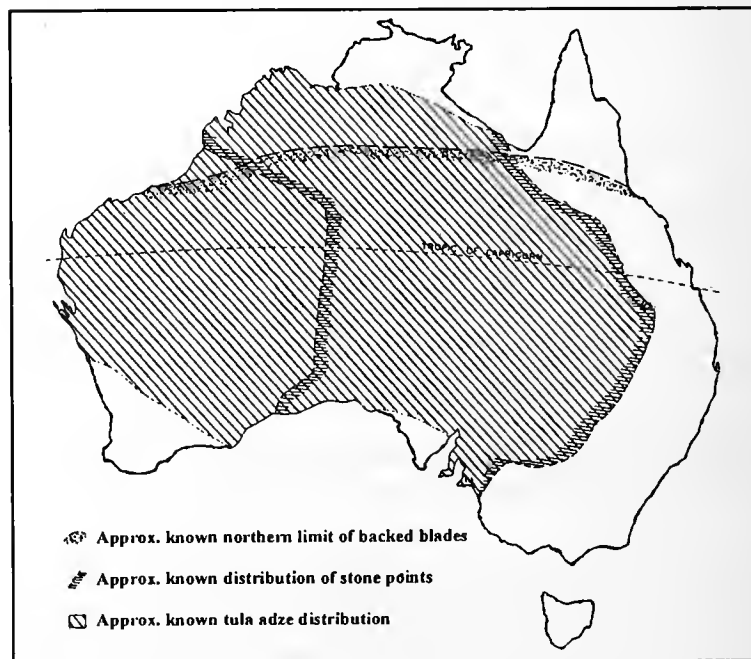 TROPIC OF CAPRICORN
Approx. known northern limit of backed blades
Approx. known distribution of stone points
Approx. known tula adze distribution